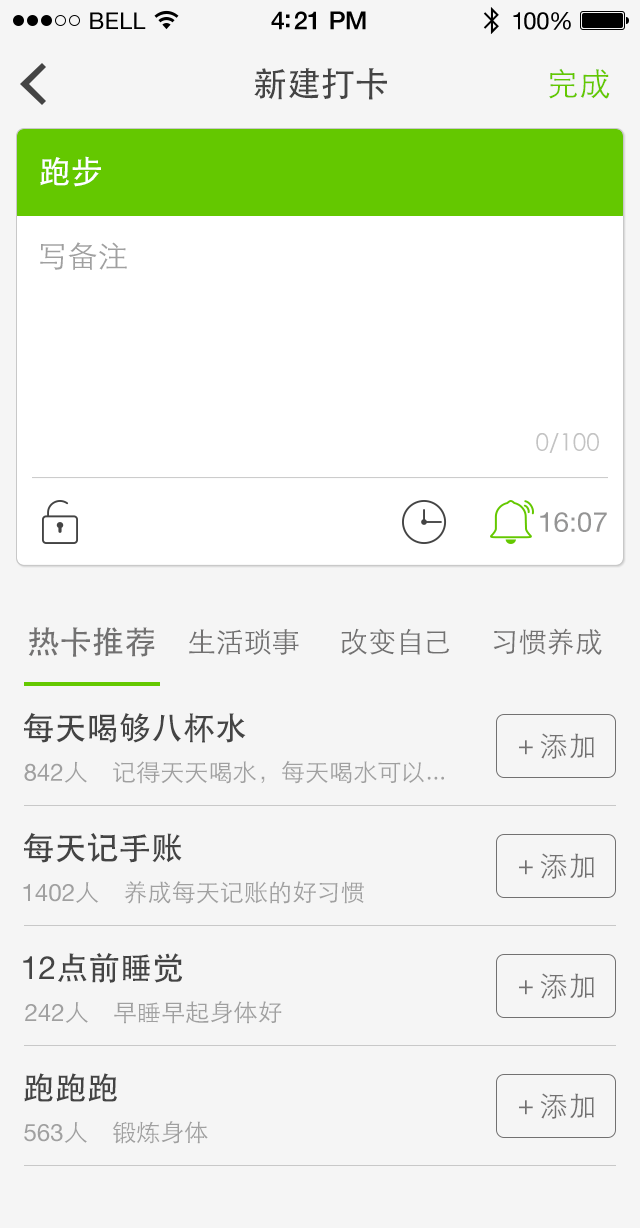 BELL 4:21 PM 100%
新建打卡 完成
跑步
写备注
0/100
16:07
热卡推荐 生活琐事 改变自己 习惯养成
每天喝够八杯水
+ 添加
842人 记得天天喝水，每天喝水可以...
每天记手账
+ 添加
1402人 养成每天记账的好习惯
12点前睡觉
+ 添加
242人 早睡早起身体好
跑跑跑
+ 添加
563人 锻炼身体